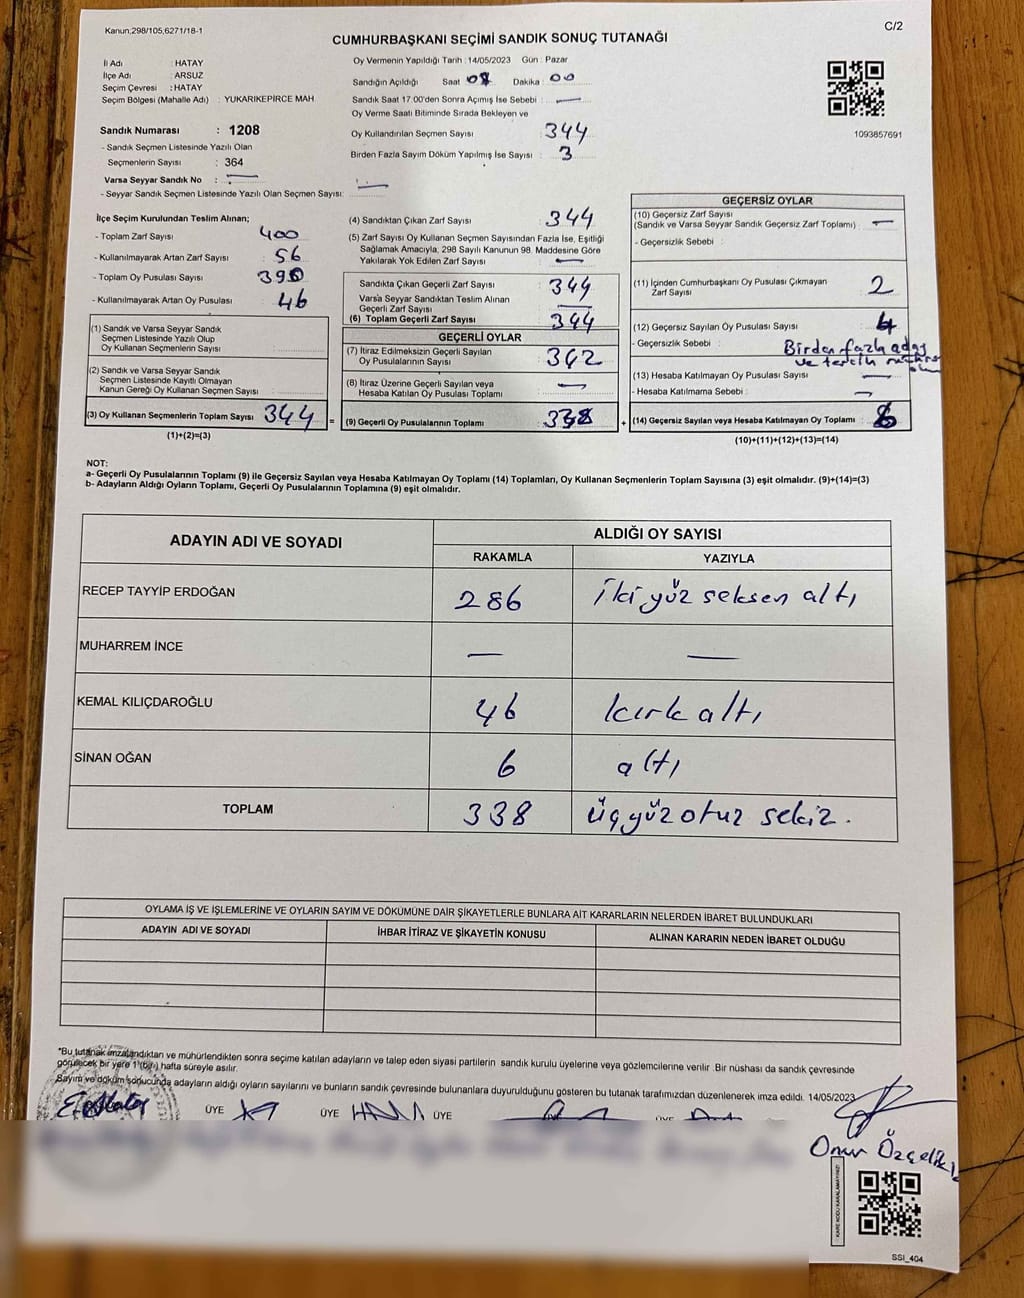 Kanun,298/105,6271/18-1
C/2
CUMHURBAŞKANI SEÇİMİ SANDIK SONUÇ TUTANAĞI
İl Adı : HATAY
İlçe Adı : ARSUZ
Seçim Çevresi : HATAY
Seçim Bölgesi (Mahalle Adı) : YUKARIKEPİRCE MAH
Sandık Numarası : 1208
- Sandık Seçmen Listesinde Yazılı Olan
Seçmenlerin Sayısı : 364
Varsa Seyyar Sandık No : —
- Seyyar Sandık Seçmen Listesinde Yazılı Olan Seçmen Sayısı: —
Oy Vermenin Yapıldığı Tarih : 14/05/2023 Gün : Pazar
Sandığın Açıldığı Saat 08 Dakika : 00
Sandık Saat 17.00'den Sonra Açımış İse Sebebi : —
Oy Verme Saati Bitiminde Sırada Bekleyen ve
Oy Kullandırılan Seçmen Sayısı : 344
Birden Fazla Sayım Döküm Yapılmış İse Sayısı : 3
1093857691
İlçe Seçim Kurulundan Teslim Alınan;
- Toplam Zarf Sayısı : 400
- Kullanılmayarak Artan Zarf Sayısı : 56
- Toplam Oy Pusulası Sayısı : 390
- Kullanılmayarak Artan Oy Pusulası : 46
(1) Sandık ve Varsa Seyyar Sandık
Seçmen Listesinde Yazılı Olup
Oy Kullanan Seçmenlerin Sayısı :
(2) Sandık ve Varsa Seyyar Sandık
Seçmen Listesinde Kayıtlı Olmayan
Kanun Gereği Oy Kullanan Seçmen Sayısı :
(3) Oy Kullanan Seçmenlerin Toplam Sayısı 344 =
(1)+(2)=(3)
(4) Sandıktan Çıkan Zarf Sayısı : 344
(5) Zarf Sayısı Oy Kullanan Seçmen Sayısından Fazla İse, Eşitliği
Sağlamak Amacıyla, 298 Sayılı Kanunun 98. Maddesine Göre
Yakılarak Yok Edilen Zarf Sayısı : —
Sandıkta Çıkan Geçerli Zarf Sayısı : 344
Varsa Seyyar Sandıktan Teslim Alınan
Geçerli Zarf Sayısı : —
(6) Toplam Geçerli Zarf Sayısı : 344
GEÇERLİ OYLAR
(7) İtiraz Edilmeksizin Geçerli Sayılan
Oy Pusulalarının Sayısı : 342
(8) İtiraz Üzerine Geçerli Sayılan veya
Hesaba Katılan Oy Pusulası Toplamı : —
(9) Geçerli Oy Pusulalarının Toplamı : 338 +
GEÇERSİZ OYLAR
(10) Geçersiz Zarf Sayısı
(Sandık ve Varsa Seyyar Sandık Geçersiz Zarf Toplamı) : —
- Geçersizlik Sebebi :
(11) İçinden Cumhurbaşkanı Oy Pusulası Çıkmayan
Zarf Sayısı : 2
(12) Geçersiz Sayılan Oy Pusulası Sayısı : 4
- Geçersizlik Sebebi : Birden fazla aday
ve tercih
(13) Hesaba Katılmayan Oy Pusulası Sayısı : —
- Hesaba Katılmama Sebebi : —
(14) Geçersiz Sayılan veya Hesaba Katılmayan Oy Toplamı : 6
(10)+(11)+(12)+(13)=(14)
NOT:
a- Geçerli Oy Pusulalarının Toplamı (9) ile Geçersiz Sayılan veya Hesaba Katılmayan Oy Toplamı (14) Toplamları, Oy Kullanan Seçmenlerin Toplam Sayısına (3) eşit olmalıdır. (9)+(14)=(3)
b- Adayların Aldığı Oyların Toplamı, Geçerli Oy Pusulalarının Toplamına (9) eşit olmalıdır.
ADAYIN ADI VE SOYADI
ALDIĞI OY SAYISI
RAKAMLA YAZIYLA
RECEP TAYYİP ERDOĞAN 286 İki yüz seksen altı
MUHARREM İNCE — —
KEMAL KILIÇDAROĞLU 46 kırk altı
SİNAN OĞAN 6 altı
TOPLAM 338 üçyüz otuz sekiz.
OYLAMA İŞ VE İŞLEMLERİNE VE OYLARIN SAYIM VE DÖKÜMÜNE DAİR ŞİKAYETLERLE BUNLARA AİT KARARLARIN NELERDEN İBARET BULUNDUKLARI
ADAYIN ADI VE SOYADI İHBAR İTİRAZ VE ŞİKAYETİN KONUSU ALINAN KARARIN NEDEN İBARET OLDUĞU
*Bu tutanak imzalandıktan ve mühürlendikten sonra seçime katılan adayların ve talep eden siyasi partilerin sandık kurulu üyelerine veya gözlemcilerine verilir. Bir nüshası da sandık çevresinde
görülecek bir yere 1 (bir) hafta süreyle asılır.
Sayım ve döküm sonucunda adayların aldığı oyların sayılarını ve bunların sandık çevresinde bulunanlara duyurulduğunu gösteren bu tutanak tarafımızdan düzenlenerek imza edildi. 14/05/2023
ÜYE ÜYE ÜYE ÜYE
Onur Özçelik
KARE KODU KARALAMAYINIZ!
SSI_404